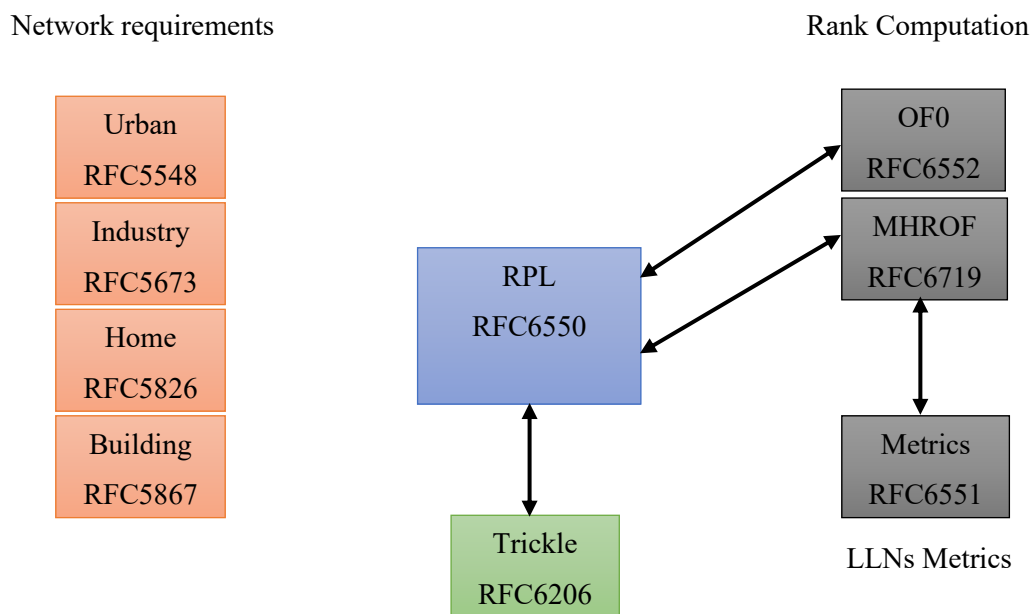 Network requirements
Rank Computation
Urban
RFC5548
Industry
RFC5673
Home
RFC5826
Building
RFC5867
RPL
RFC6550
Trickle
RFC6206
OF0
RFC6552
MHROF
RFC6719
Metrics
RFC6551
LLNs Metrics